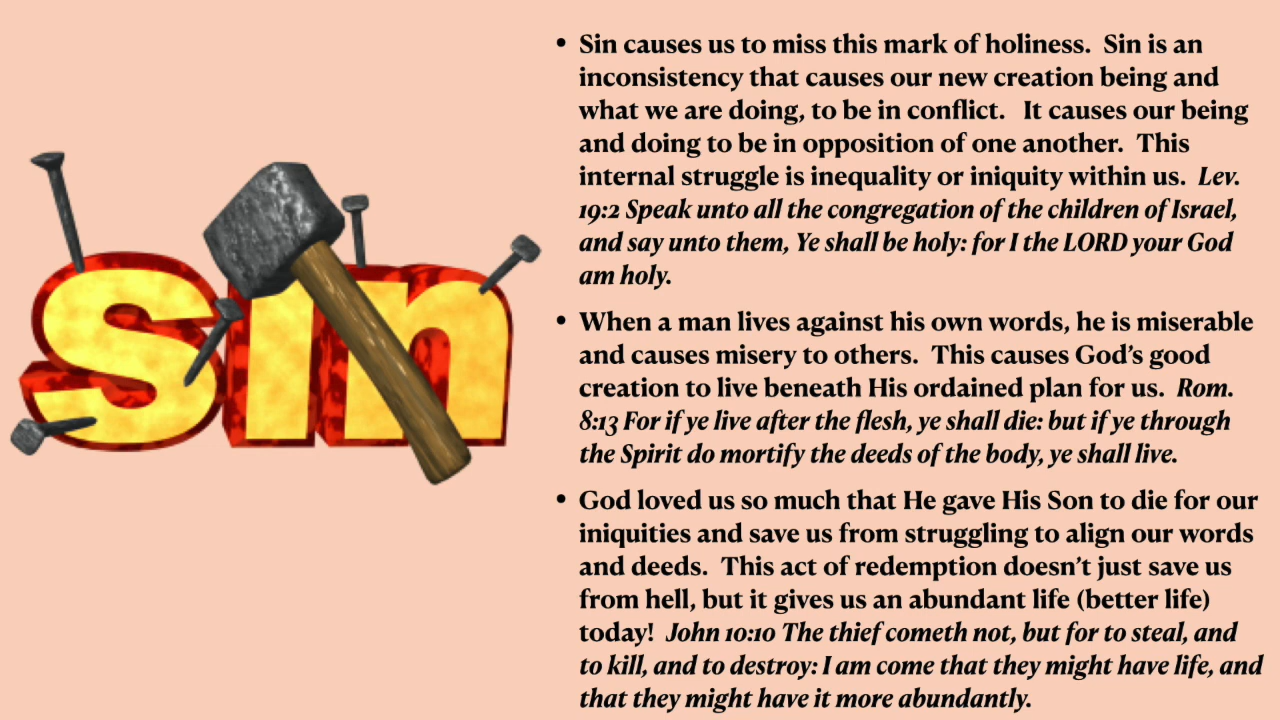 sin
• Sin causes us to miss this mark of holiness.  Sin is an
inconsistency that causes our new creation being and
what we are doing, to be in conflict.   It causes our being
and doing to be in opposition of one another.  This
internal struggle is inequality or iniquity within us.  Lev.
19:2 Speak unto all the congregation of the children of Israel,
and say unto them, Ye shall be holy: for I the LORD your God
am holy.
• When a man lives against his own words, he is miserable
and causes misery to others.  This causes God’s good
creation to live beneath His ordained plan for us.  Rom.
8:13 For if ye live after the flesh, ye shall die: but if ye through
the Spirit do mortify the deeds of the body, ye shall live.
• God loved us so much that He gave His Son to die for our
iniquities and save us from struggling to align our words
and deeds.  This act of redemption doesn’t just save us
from hell, but it gives us an abundant life (better life)
today!  John 10:10 The thief cometh not, but for to steal, and
to kill, and to destroy: I am come that they might have life, and
that they might have it more abundantly.